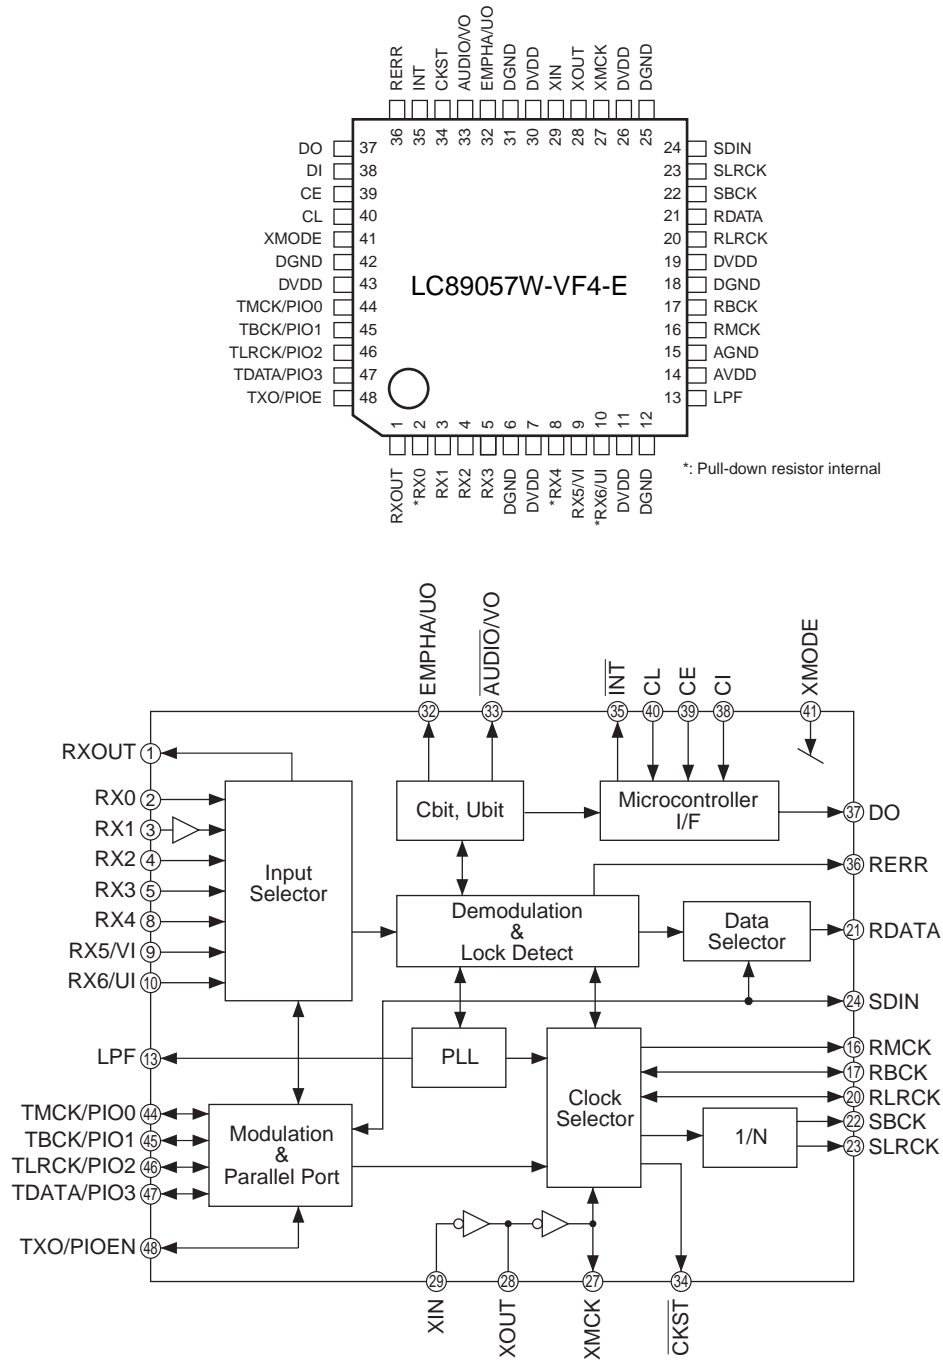 RERR
INT
CKST
AUDIO/VO
EMPHA/UO
DGND
DVDD
XIN
XOUT
XMCK
DVDD
DGND
36
35
34
33
32
31
30
29
28
27
26
25
DO 37
DI 38
CE 39
CL 40
XMODE 41
DGND 42
DVDD 43
TMCK/PIO0 44
TBCK/PIO1 45
TLRCK/PIO2 46
TDATA/PIO3 47
TXO/PIOE 48
LC89057W-VF4-E
24 SDIN
23 SLRCK
22 SBCK
21 RDATA
20 RLRCK
19 DVDD
18 DGND
17 RBCK
16 RMCK
15 AGND
14 AVDD
13 LPF
1
2
3
4
5
6
7
8
9
10
11
12
RXOUT
*RX0
RX1
RX2
RX3
DGND
DVDD
*RX4
RX5/VI
*RX6/UI
DVDD
DGND
*: Pull-down resistor internal
EMPHA/UO
AUDIO/VO
INT
CL
CE
CI
XMODE
32
33
35
40
39
38
41
RXOUT 1
RX0 2
RX1 3
RX2 4
RX3 5
RX4 8
RX5/VI 9
RX6/UI 10
LPF 13
TMCK/PIO0 44
TBCK/PIO1 45
TLRCK/PIO2 46
TDATA/PIO3 47
TXO/PIOEN 48
Input
Selector
Cbit, Ubit
Microcontroller
I/F
Demodulation
&
Lock Detect
Data
Selector
PLL
Clock
Selector
Modulation
&
Parallel Port
1/N
37 DO
36 RERR
21 RDATA
24 SDIN
16 RMCK
17 RBCK
20 RLRCK
22 SBCK
23 SLRCK
29
28
27
34
XIN
XOUT
XMCK
CKST